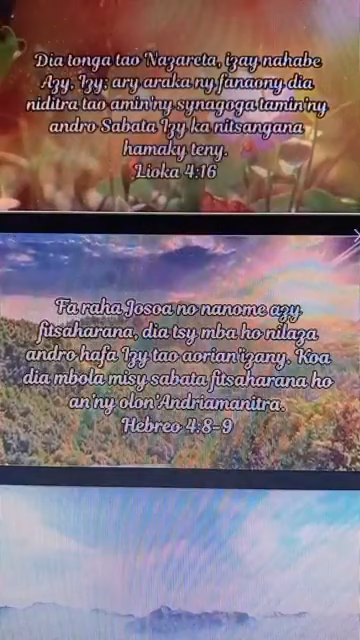 Dia tonga tao Nazareta, izay nahabe
Azy, Izy; ary araka ny fanaony dia
niditra tao amin'ny synagoga tamin'ny
andro Sabata Izy ka nitsangana
hamaky teny.
Lioka 4:16
Fa raha Josoa no nanome azy
fitsaharana, dia tsy mba ho nilaza
andro hafa Izy tao aorian'izany. Koa
dia mbola misy sabata fitsaharana ho
an'ny olon'Andriamanitra.
Hebreo 4:8-9